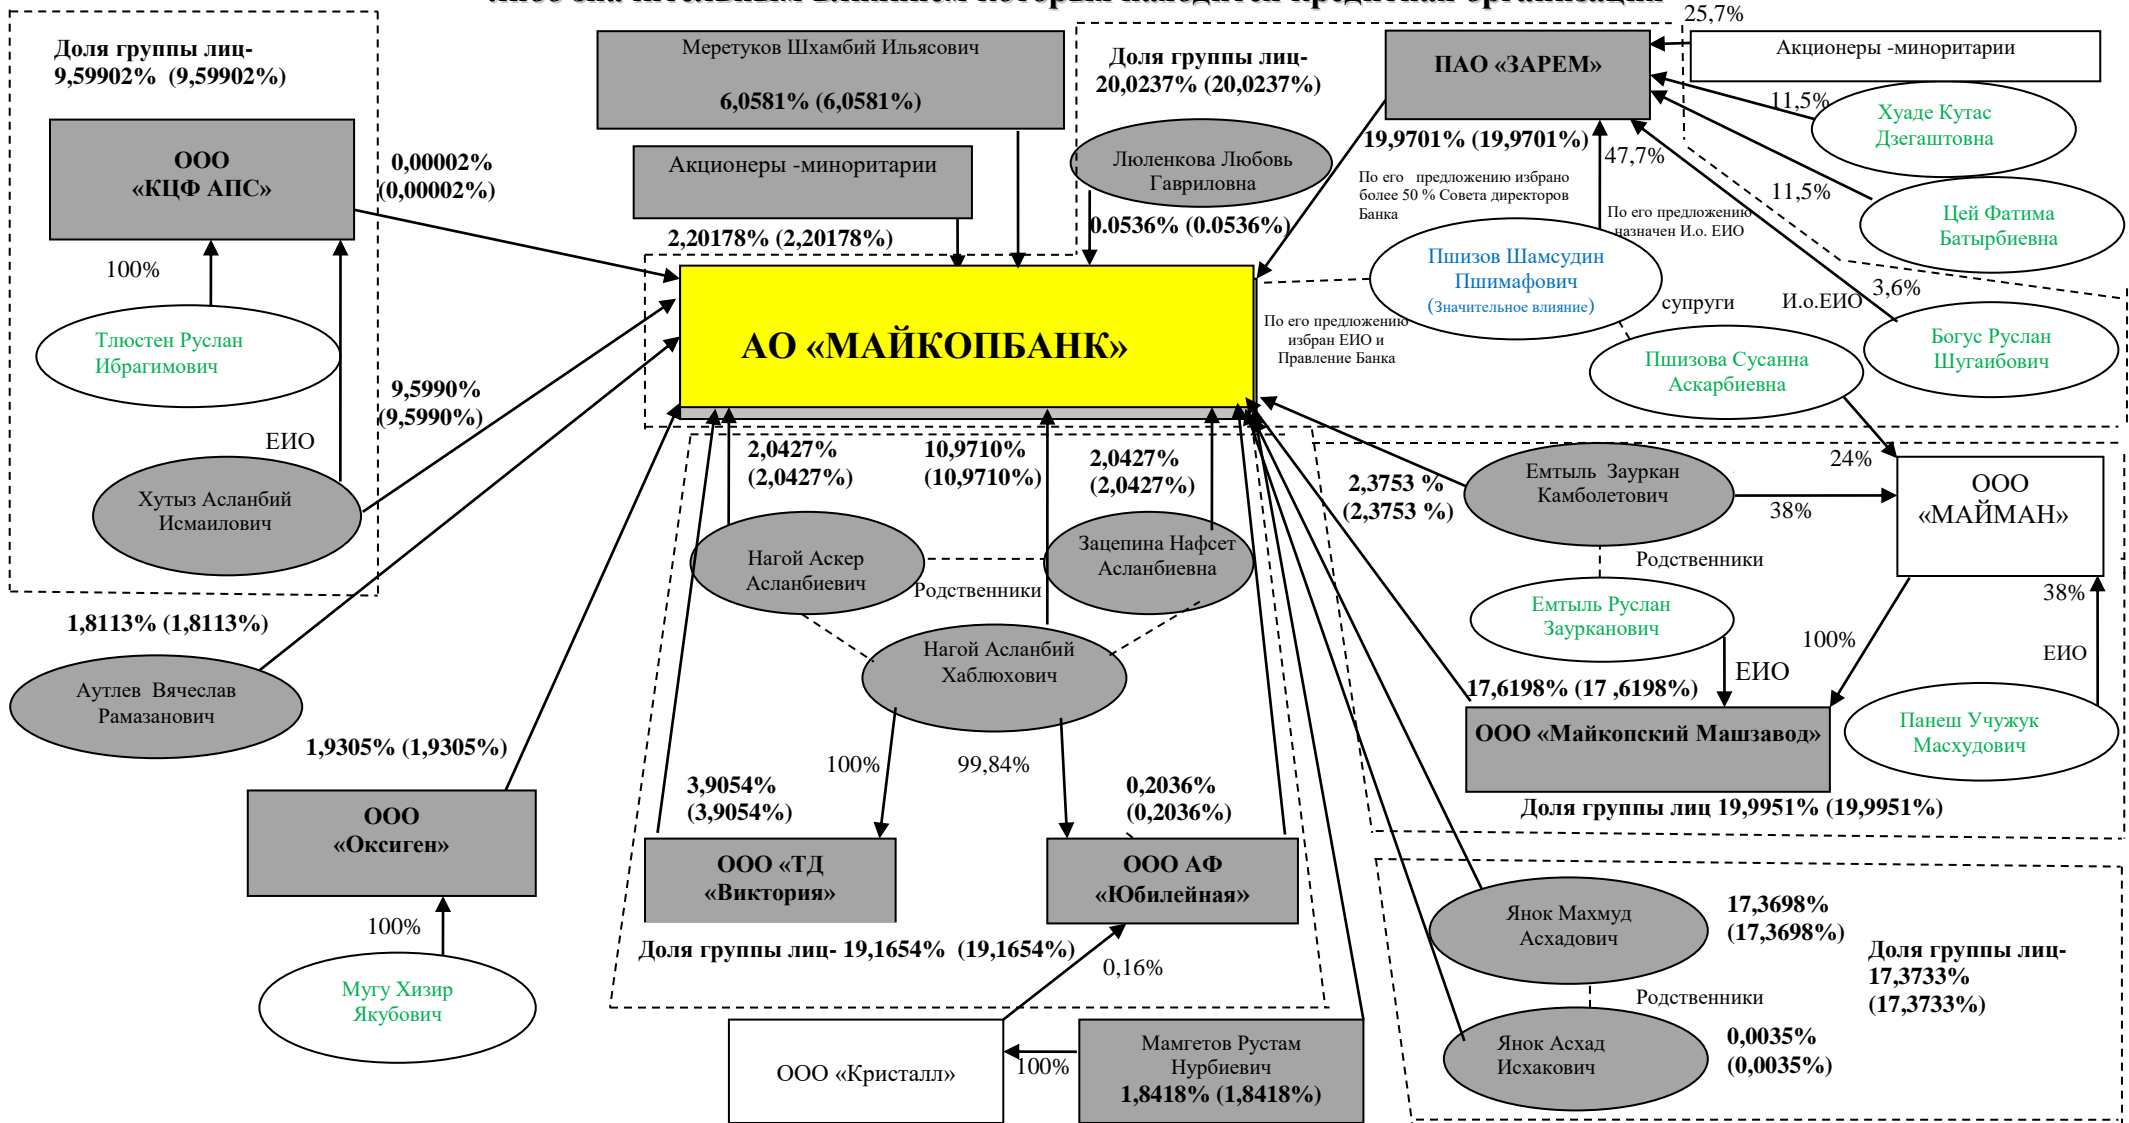 либо значительным влиянием которых находится кредитная организация
Доля группы лиц-
9,59902% (9,59902%)
ООО
«КЦФ АПС»
0,00002%
(0,00002%)
100%
Тлюстен Руслан
Ибрагимович
9,5990%
(9,5990%)
ЕИО
Хутыз Асланбий
Исмаилович
1,8113% (1,8113%)
Аутлев Вячеслав
Рамазанович
1,9305% (1,9305%)
ООО
«Оксиген»
100%
Мугу Хизир
Якубович
Меретуков Шхамбий Ильясович
6,0581% (6,0581%)
Акционеры -миноритарии
2,20178% (2,20178%)
Доля группы лиц-
20,0237% (20,0237%)
Люленкова Любовь
Гавриловна
0.0536% (0.0536%)
ПАО «ЗАРЕМ»
19,9701% (19,9701%)
25,7%
Акционеры -миноритарии
11,5%
Хуаде Кутас
Дзегаштовна
47,7%
11,5%
Цей Фатима
Батырбиевна
По его предложению избрано
более 50 % Совета директоров
Банка
По его предложению
назначен И.о. ЕИО
Пшизов Шамсудин
Пшимафович
(Значительное влияние)
супруги
И.о.ЕИО
3,6%
Богус Руслан
Шугаибович
По его предложению
избран ЕИО и
Правление Банка
Пшизова Сусанна
Аскарбиевна
АО «МАЙКОПБАНК»
2,0427%
(2,0427%)
10,9710%
(10,9710%)
2,0427%
(2,0427%)
Нагой Аскер
Асланбиевич
Зацепина Нафсет
Асланбиевна
Родственники
Нагой Асланбий
Хаблюхович
100%
99,84%
3,9054%
(3,9054%)
0,2036%
(0,2036%)
ООО «ТД
«Виктория»
ООО АФ
«Юбилейная»
Доля группы лиц- 19,1654% (19,1654%)
0,16%
ООО «Кристалл»
100%
Мамгетов Рустам
Нурбиевич
1,8418% (1,8418%)
2,3753 %
(2,3753 %)
Емтыль Зауркан
Камболетович
24%
38%
ООО
«МАЙМАН»
Родственники
Емтыль Руслан
Заурканович
38%
100%
ЕИО
ЕИО
17,6198% (17 ,6198%)
ООО «Майкопский Машзавод»
Панеш Учужук
Масхудович
Доля группы лиц 19,9951% (19,9951%)
Янок Махмуд
Асхадович
17,3698%
(17,3698%)
Доля группы лиц-
17,3733%
(17,3733%)
Родственники
Янок Асхад
Исхакович
0,0035%
(0,0035%)